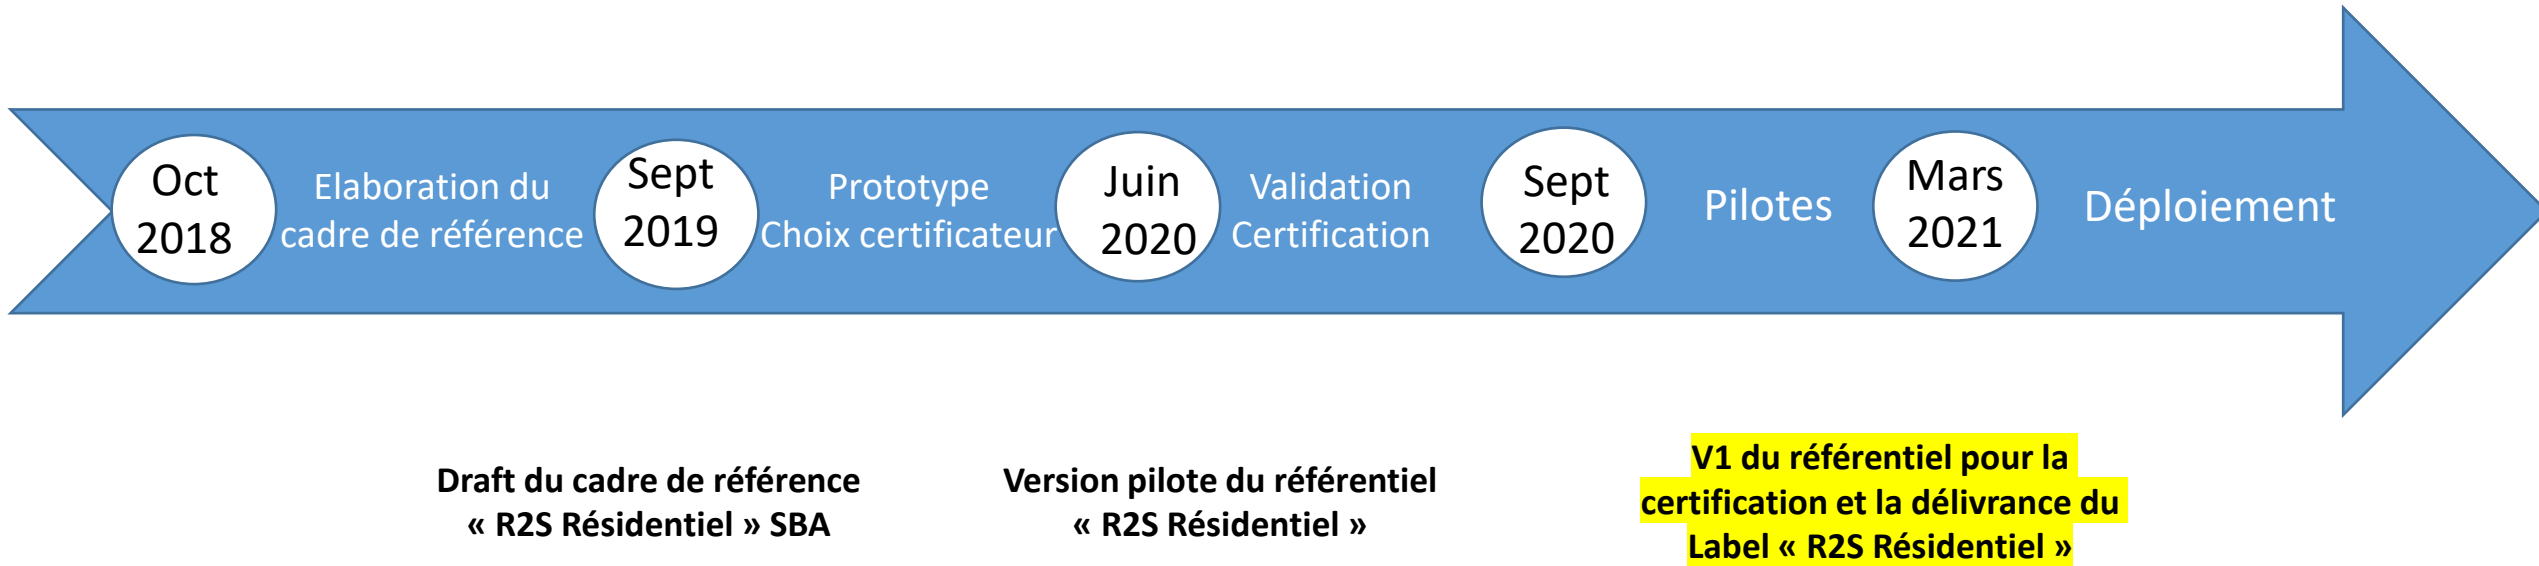 Oct
2018
Elaboration du
cadre de référence
Sept
2019
Prototype
Choix certificateur
Juin
2020
Validation
Certification
Sept
2020
Pilotes
Mars
2021
Déploiement
Draft du cadre de référence
« R2S Résidentiel » SBA
Version pilote du référentiel
« R2S Résidentiel »
V1 du référentiel pour la
certification et la délivrance du
Label « R2S Résidentiel »